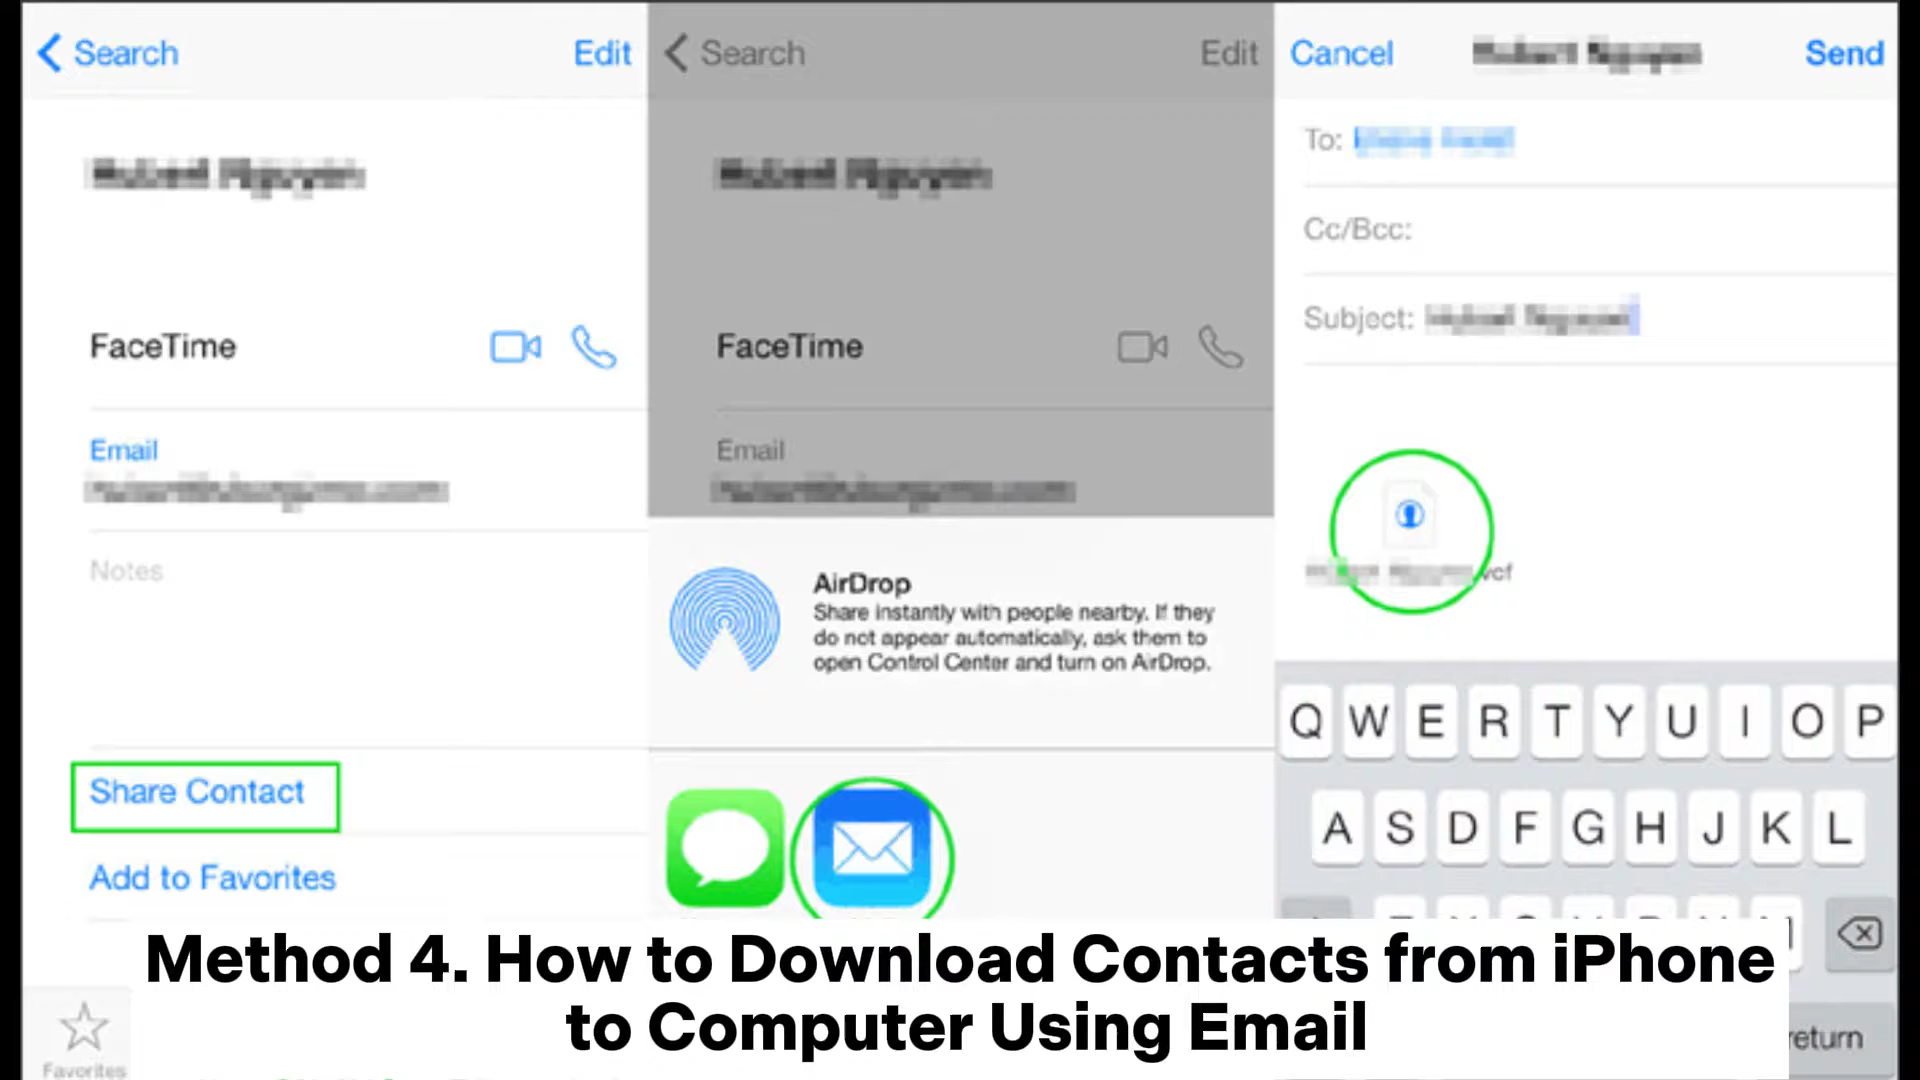 Search
Edit
FaceTime
Email
Notes
Share Contact
Add to Favorites
Favorites
Search
Edit
FaceTime
Email
AirDrop
Share instantly with people nearby. If they
do not appear automatically, ask them to
open Control Center and turn on AirDrop.
Cancel
Send
To:
Cc/Bcc:
Subject:
.vcf
Q W E R T Y U I O P
A S D F G H J K L
return
Method 4. How to Download Contacts from iPhone
to Computer Using Email